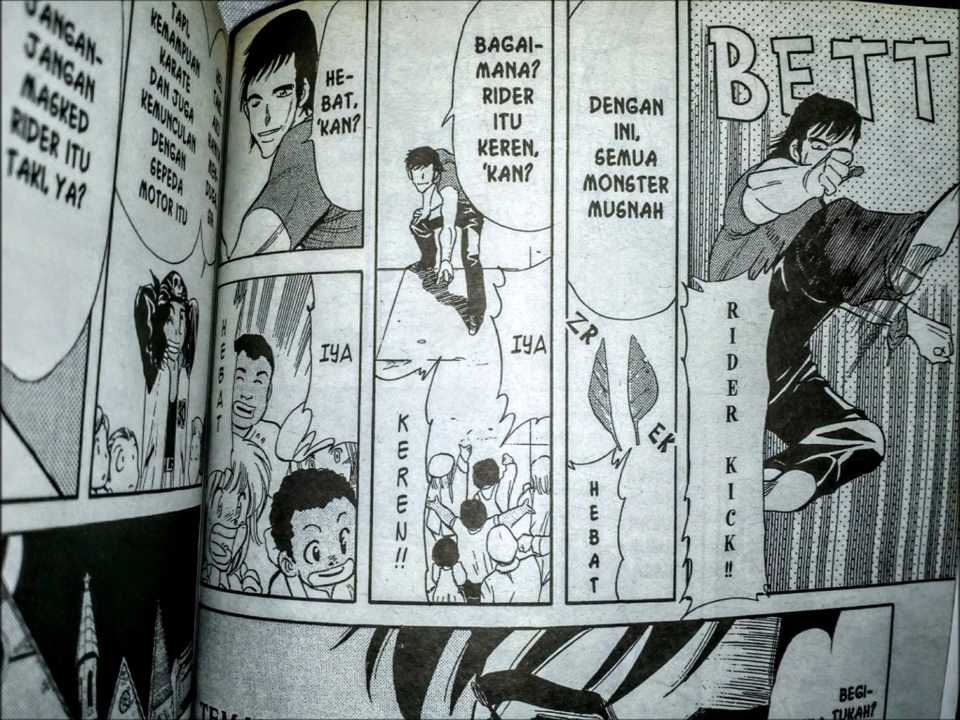 BETT
RIDER KICK!!
DENGAN
INI,
SEMUA
MONSTER
MUSNAH
ZR
EK
HEBAT
BAGAI-
MANA?
RIDER
ITU
KEREN,
'KAN?
IYA
KEREN!!
HE-
BAT,
'KAN?
IYA
HEBAT
TAPI,
KEMAMPUAN
KARATE
DAN JUGA
KEMUNCULAN
DENGAN
SEPEDA
MOTOR ITU
JANGAN-
JANGAN
MASKED
RIDER ITU
TAKI, YA?
BEGI-
TUKAH?